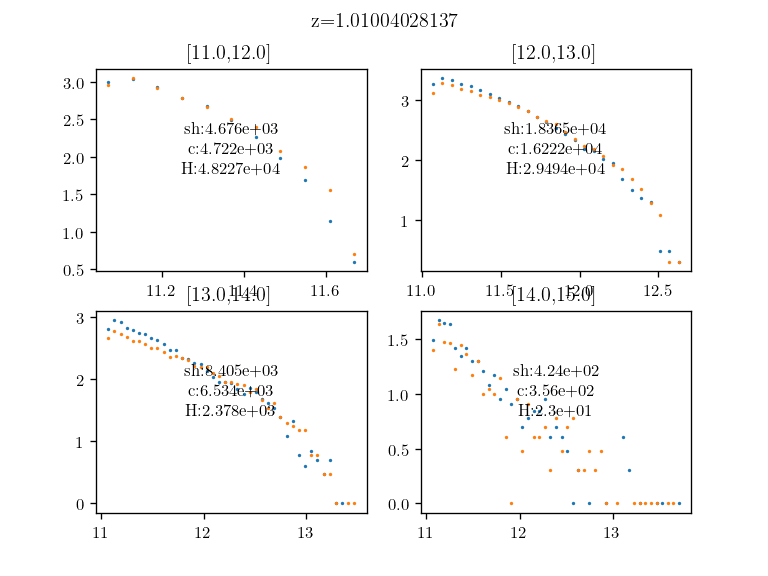 z=1.01004028137
[11.0,12.0]
3.0
2.5
2.0
1.5
1.0
0.5
sh:4.676e+03
c:4.722e+03
H:4.8227e+04
11.2
11.4
11.6
[12.0,13.0]
3
2
1
sh:1.8365e+04
c:1.6222e+04
H:2.9494e+04
11.0
11.5
12.0
12.5
[13.0,14.0]
3
2
1
0
sh:8.405e+03
c:6.534e+03
H:2.378e+03
11
12
13
[14.0,15.0]
1.5
1.0
0.5
0.0
sh:4.24e+02
c:3.56e+02
H:2.3e+01
11
12
13